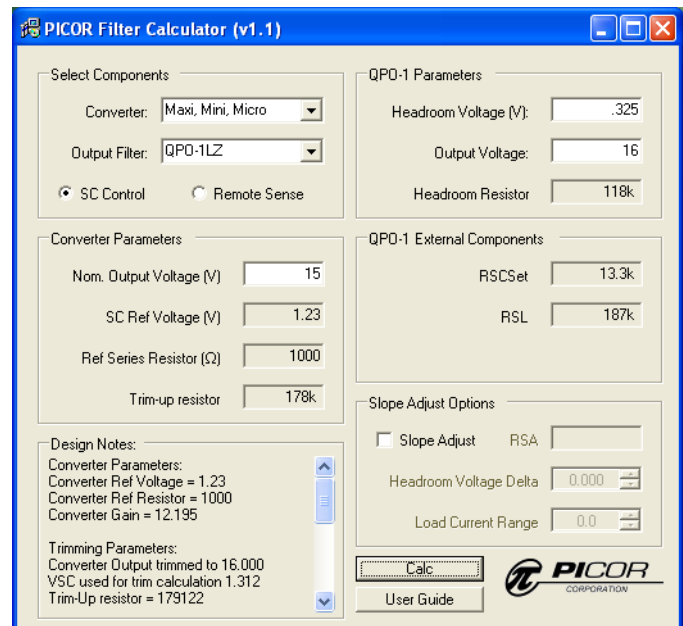 PICOR Filter Calculator (v1.1)
Select Components
Converter: Maxi, Mini, Micro
Output Filter: QPO-1LZ
SC Control Remote Sense
Converter Parameters
Nom. Output Voltage (V) 15
SC Ref Voltage (V) 1.23
Ref Series Resistor (Ω) 1000
Trim-up resistor 178k
Design Notes:
Converter Parameters:
Converter Ref Voltage = 1.23
Converter Ref Resistor = 1000
Converter Gain = 12.195
Trimming Parameters:
Converter Output trimmed to 16.000
VSC used for trim calculation 1.312
Trim-Up resistor = 179122
QPO-1 Parameters
Headroom Voltage (V): .325
Output Voltage: 16
Headroom Resistor 118k
QPO-1 External Components
RSCSet 13.3k
RSL 187k
Slope Adjust Options
Slope Adjust RSA
Headroom Voltage Delta 0.000
Load Current Range 0.0
Calc
User Guide
PICOR
CORPORATION